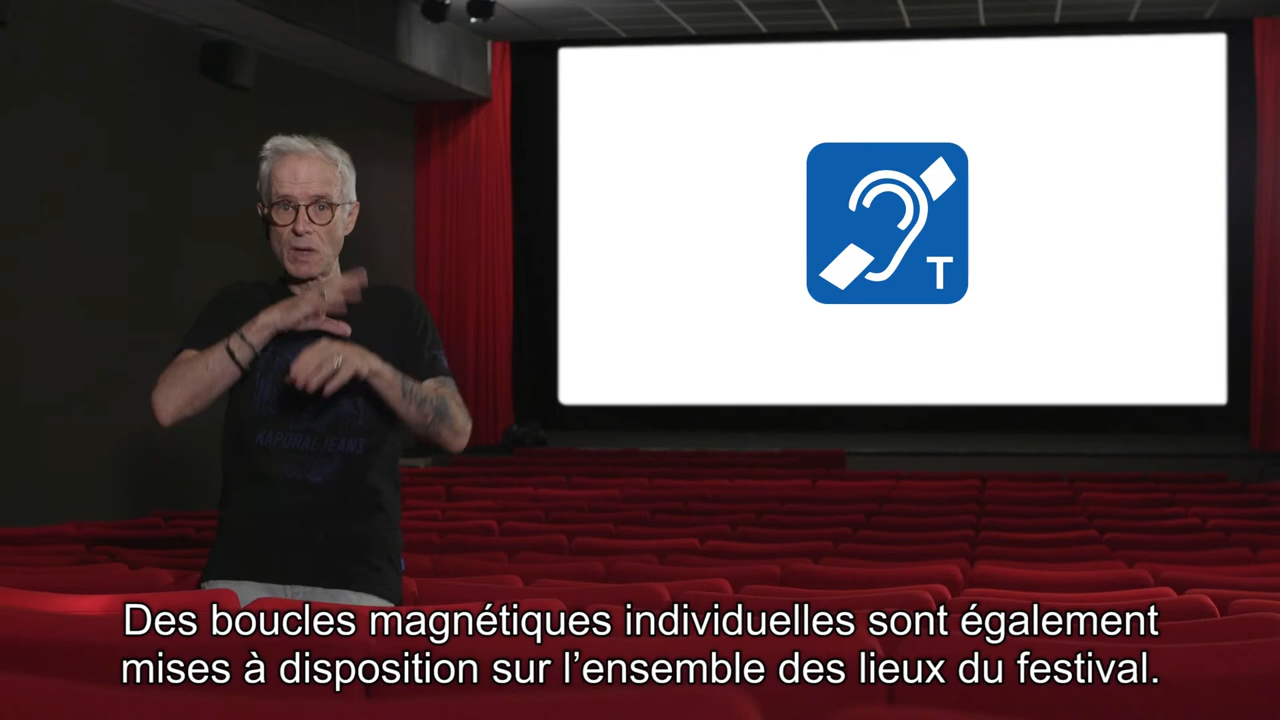 T
KAPORAL JEANS
Des boucles magnétiques individuelles sont également
mises à disposition sur l’ensemble des lieux du festival.